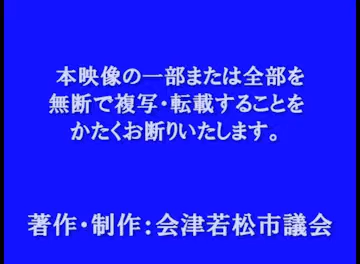 本映像の一部または全部を
無断で複写・転載することを
かたくお断りいたします。
著作・制作：会津若松市議会